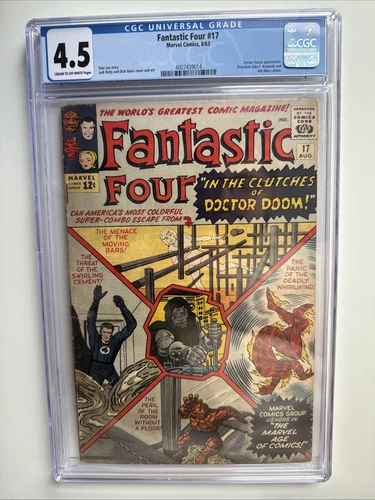 CGC UNIVERSAL GRADE
4.5
CREAM TO OFF-WHITE Pages
Fantastic Four #17
Marvel Comics, 8/63
Stan Lee story
Jack Kirby and Dick Ayers cover and art
4007439014
Doctor Doom appearance.
President John F. Kennedy and
Ant-Man cameo.
CGC
THE WORLD'S GREATEST COMIC MAGAZINE!
Fantastic
Four
IND.
APPROVED
BY THE
COMICS
CODE
AUTHORITY
17
AUG
MARVEL
COMICS
GROUP
12¢
"IN THE CLUTCHES
OF
DOCTOR DOOM!"
CAN AMERICA'S MOST COLORFUL
SUPER-COMBO ESCAPE FROM?
THE MENACE
OF THE
MOVING
BARS!
THE
THREAT
OF THE
SWIRLING
CEMENT!
THE
PANIC
OF THE
DEADLY
WHIRLWIND!
4
THE
PERIL
OF THE
ROOM
WITHOUT
A FLOOR!
MARVEL
COMICS GROUP
USHERS IN
"THE
MARVEL
AGE
OF COMICS!"